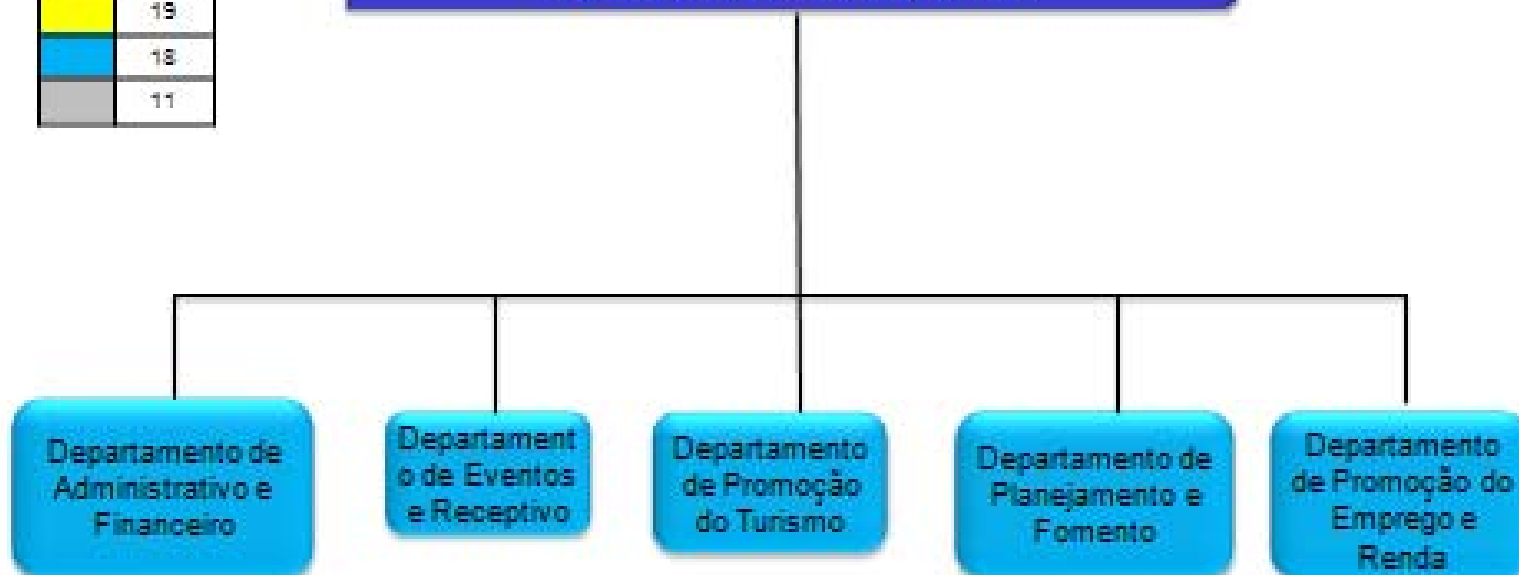 19
18
11
Departamento de
Administrativo e
Financeiro
Departament
o de Eventos
e Receptivo
Departamento
de Promoção
do Turismo
Departamento de
Planejamento e
Fomento
Departamento
de Promoção do
Emprego e
Renda